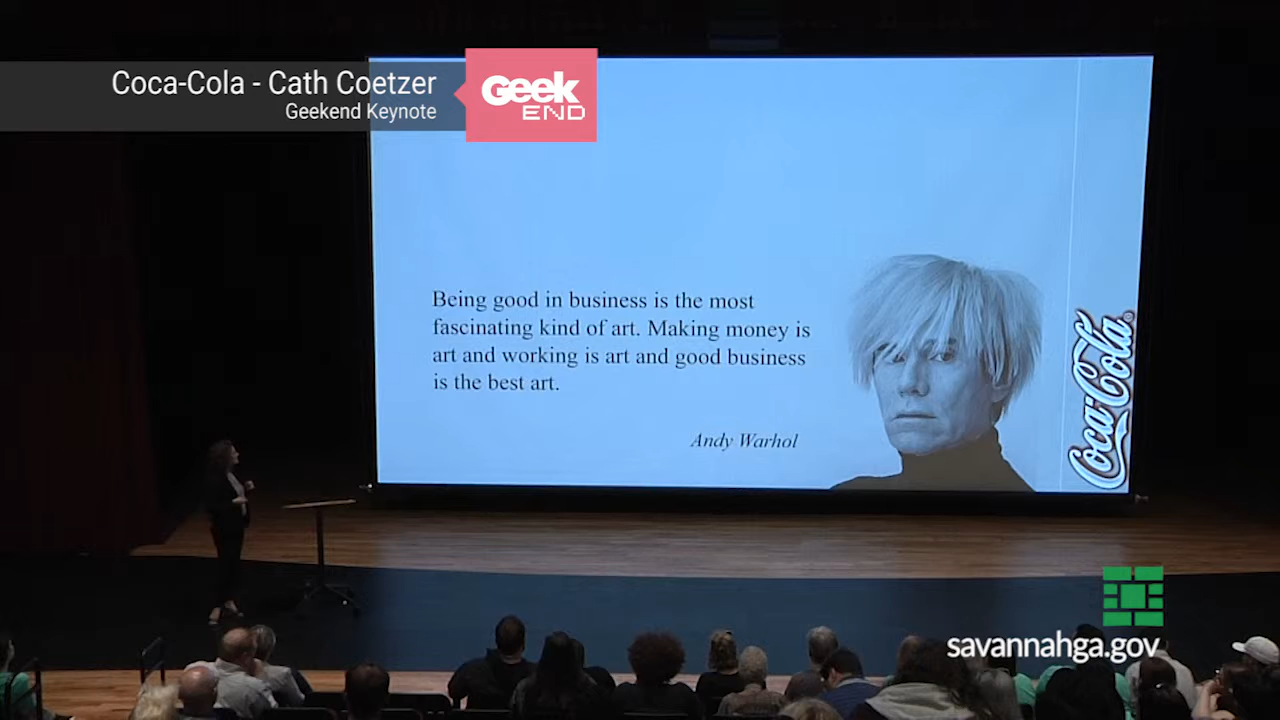 Coca-Cola - Cath Coetzer
Geekend Keynote
Geek
END
Being good in business is the most
fascinating kind of art. Making money is
art and working is art and good business
is the best art.
Andy Warhol
Coca-Cola®
savannahga.gov